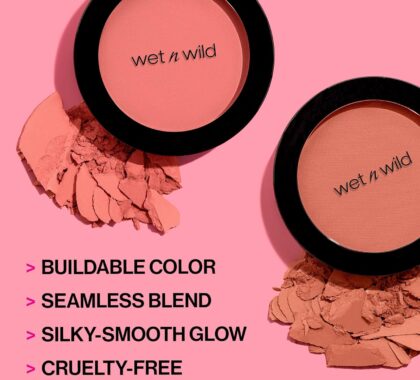 wet n wild
wet n wild
> BUILDABLE COLOR
> SEAMLESS BLEND
> SILKY-SMOOTH GLOW
> CRUELTY-FREE